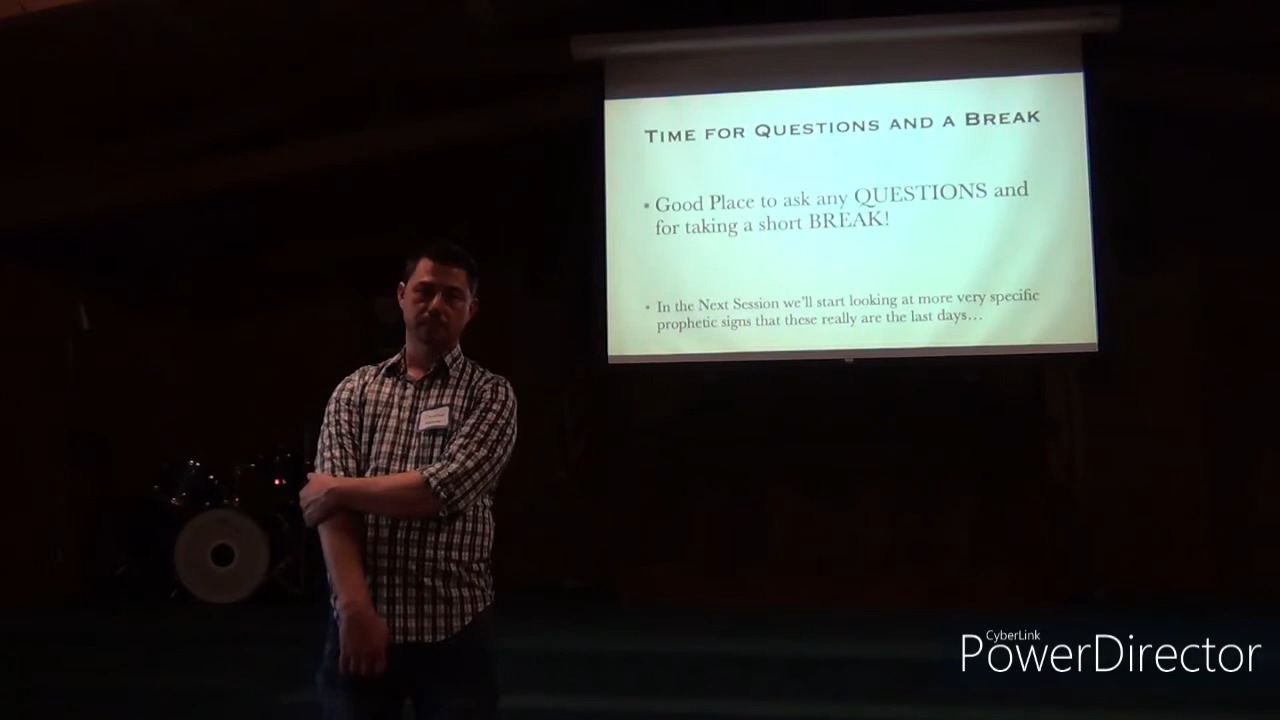 TIME FOR QUESTIONS AND A BREAK
• Good Place to ask any QUESTIONS and
for taking a short BREAK!
• In the Next Session we'll start looking at more very specific
prophetic signs that these really are the last days...
CyberLink
PowerDirector